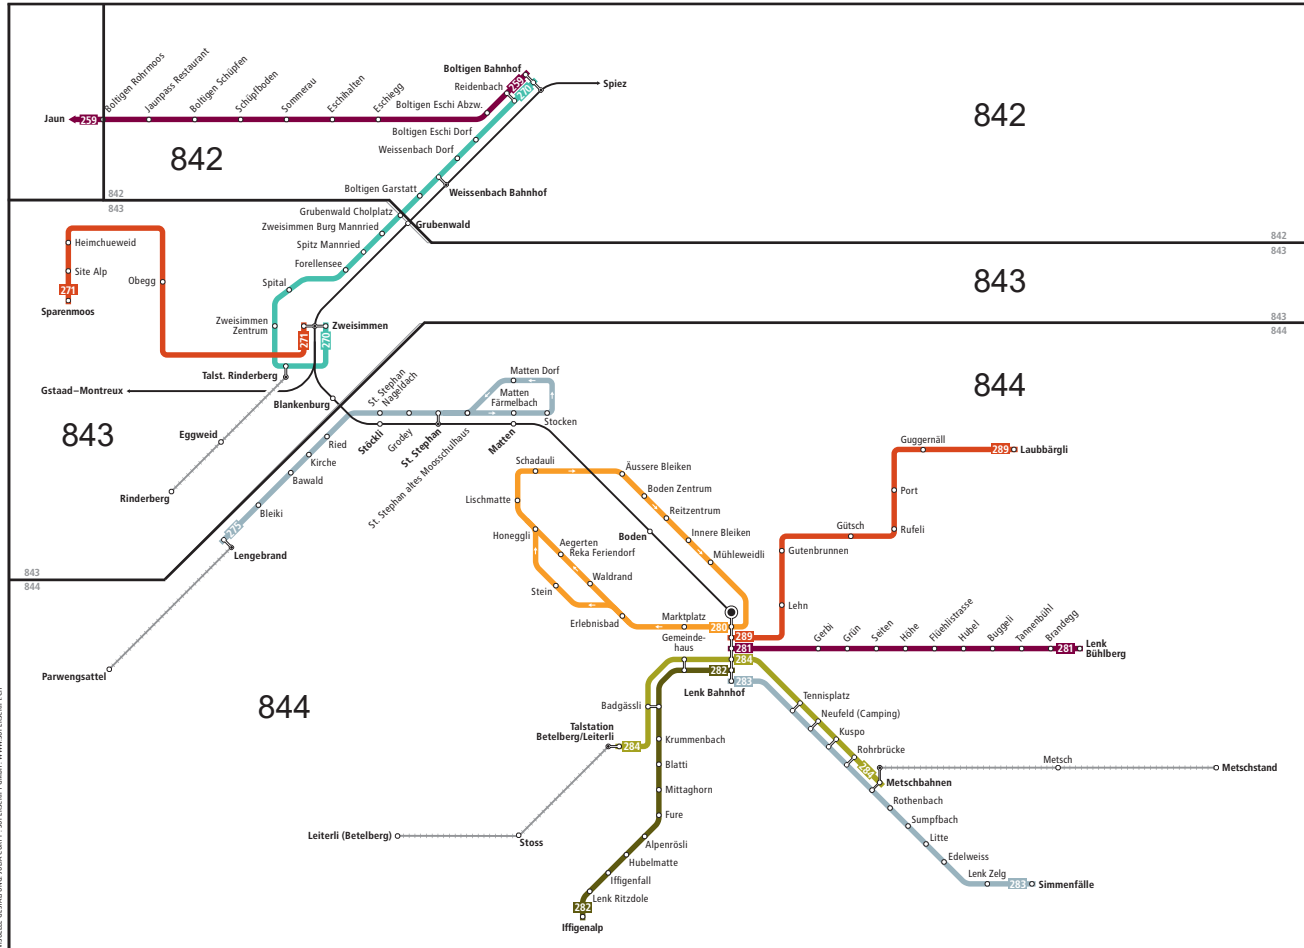 Boltigen Rohrmoos
Jaunpass Restaurant
Boltigen Schüpfen
Schüpfboden
Sommerau
Eschihalten
Eschiegg
Boltigen Bahnhof
Reidenbach
Boltigen Eschi Abzw.
259
270
Spiez
Jaun
259
842
842
Boltigen Eschi Dorf
Weissenbach Dorf
Boltigen Garstatt
Weissenbach Bahnhof
842
843
Grubenwald Cholplatz
Grubenwald
Zweisimmen Burg Mannried
Spitz Mannried
Forellensee
842
843
Heimchueweid
Site Alp
Obegg
271
Sparenmoos
Spital
843
Zweisimmen
Zentrum
Zweisimmen
271
270
843
844
Talst. Rinderberg
Gstaad–Montreux
Blankenburg
843
Eggweid
Rinderberg
St. Stephan
Nageldach
Matten Dorf
Matten
Färmelbach
Stocken
844
Ried
Kirche
Bawald
Bleiki
275
Lengebrand
Stöckli
Grodey
St. Stephan
St. Stephan altes Moosschulhaus
Matten
843
844
Parwengsattel
Schadauli
Äussere Bleiken
Boden Zentrum
Reitzentrum
Innere Bleiken
Mühleweidli
Lischmatte
Honeggli
Aegerten
Reka Feriendorf
Waldrand
Stein
Erlebnisbad
Boden
Marktplatz
280
Guggernäll
289
Laubbärgli
Port
Rufeli
Gütsch
Gutenbrunnen
Lehn
289
Gemeinde-
haus
281
Gerbi
Grün
Seiten
Höhe
Flüehlistrasse
Hubel
Buggeli
Tannenbühl
Brandegg
281
Lenk
Bühlberg
284
282
283
Lenk Bahnhof
844
Badgässli
Talstation
Betelberg/Leiterli
284
Krummenbach
Blatti
Mittaghorn
Fure
Alpenrösli
Hubelmatte
Iffigenfall
Lenk Ritzdole
282
Iffigenalp
Leiterli (Betelberg)
Stoss
Tennisplatz
Neufeld (Camping)
Kuspo
Rohrbrücke
284
Metschbahnen
Metsch
Metschstand
Rothenbach
Sumpfbach
Litte
Edelweiss
Lenk Zelg
283
Simmenfälle